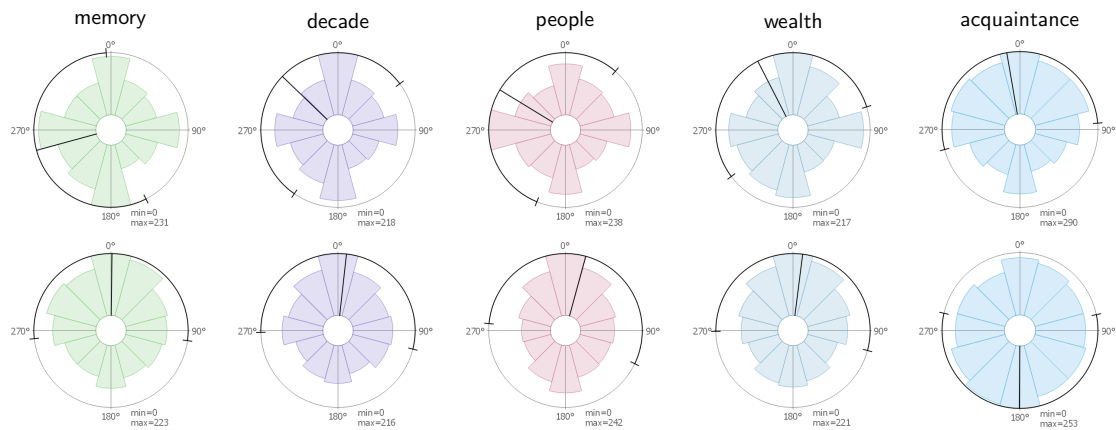 memory decade people wealth acquaintance
0° 0° 0° 0° 0°
270° 90° 270° 90° 270° 90° 270° 90° 270° 90°
180° 180° 180° 180° 180°
min=0 min=0 min=0 min=0 min=0
max=231 max=218 max=238 max=217 max=290
0° 0° 0° 0° 0°
270° 90° 270° 90° 270° 90° 270° 90° 270° 90°
180° 180° 180° 180° 180°
min=0 min=0 min=0 min=0 min=0
max=223 max=216 max=242 max=221 max=253